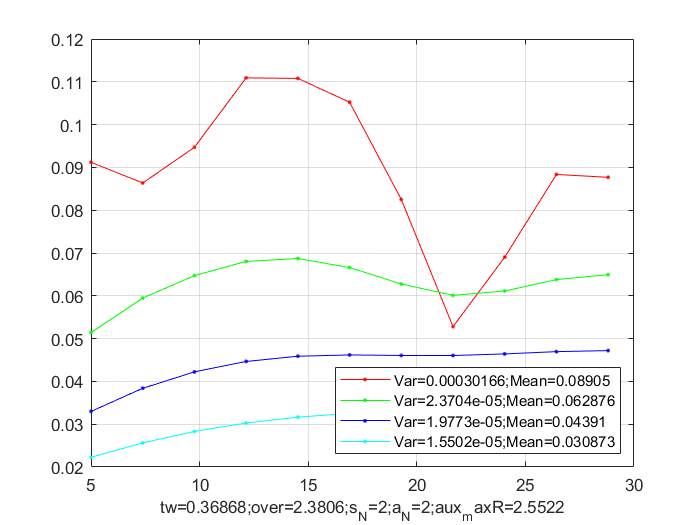 0.12
0.11
0.1
0.09
0.08
0.07
0.06
0.05
0.04
0.03
0.02
Var=0.00030166;Mean=0.08905
Var=2.3704e-05;Mean=0.062876
Var=1.9773e-05;Mean=0.04391
Var=1.5502e-05;Mean=0.030873
5 10 15 20 25 30
tw=0.36868;over=2.3806;s_N=2;a_N=2;aux_maxR=2.5522